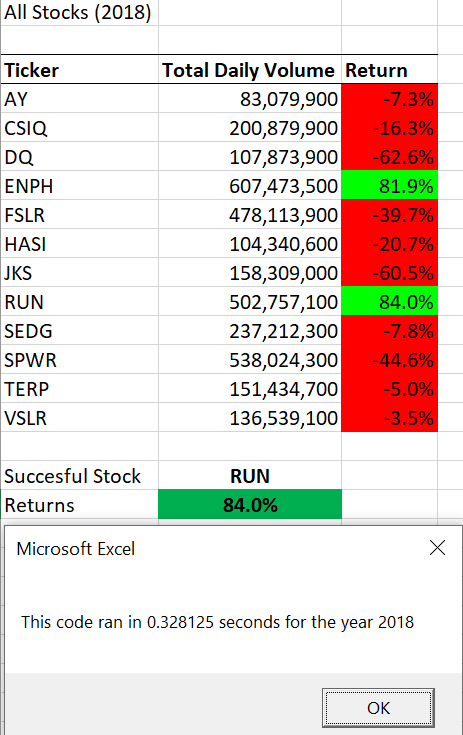 All Stocks (2018)
Ticker Total Daily Volume Return
AY 83,079,900 -7.3%
CSIQ 200,879,900 -16.3%
DQ 107,873,900 -62.6%
ENPH 607,473,500 81.9%
FSLR 478,113,900 -39.7%
HASI 104,340,600 -20.7%
JKS 158,309,000 -60.5%
RUN 502,757,100 84.0%
SEDG 237,212,300 -7.8%
SPWR 538,024,300 -44.6%
TERP 151,434,700 -5.0%
VSLR 136,539,100 -3.5%
Succesful Stock RUN
Returns 84.0%
Microsoft Excel
This code ran in 0.328125 seconds for the year 2018
OK